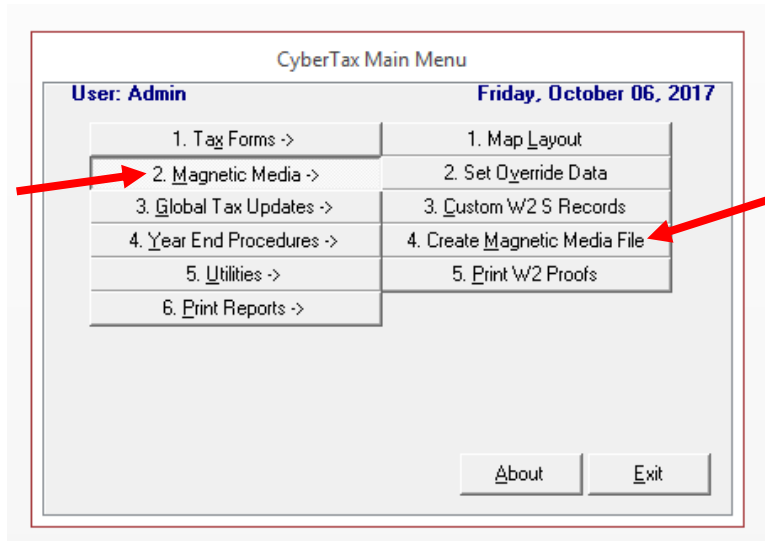 CyberTax Main Menu
User: Admin Friday, October 06, 2017
1. Tax Forms -> 1. Map Layout
2. Magnetic Media -> 2. Set Override Data
3. Global Tax Updates -> 3. Custom W2 S Records
4. Year End Procedures -> 4. Create Magnetic Media File
5. Utilities -> 5. Print W2 Proofs
6. Print Reports ->
About Exit